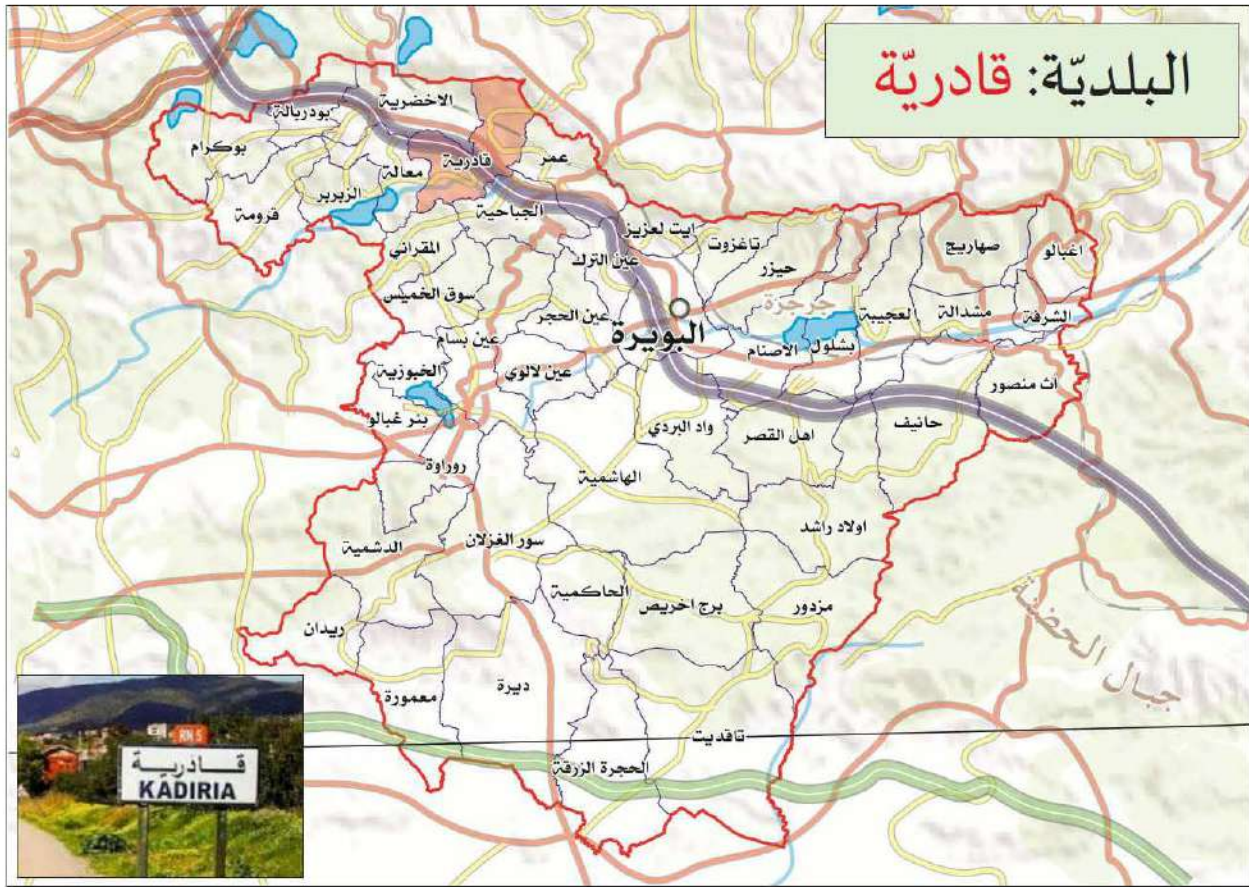 البلديّة: قادريّة
الاخضرية
بودربالة
بوكرام
عمر
قادرية
معالة
الزبربر
قرومة
الجباحية
ايت لعزيز
تاغزوت
حيزر
صهاريج
اغبالو
المقراني
عين الترك
سوق الخميس
جرجرة
لعجيبة
مشدالة
الشرفة
عين الحجر
البويرة
عين بسام
الاصنام
بشلول
الخبوزية
عين لالوي
أث منصور
بئر غبالو
واد البردي
اهل القصر
حانيف
روراوة
الهاشمية
اولاد راشد
الدشمية
سور الغزلان
الحاكمية
برج اخريص
مزدور
ريدان
جبال الحضنة
معمورة
ديرة
تاقديت
الحجرة الزرقة
RN 5
قادرية
KADIRIA